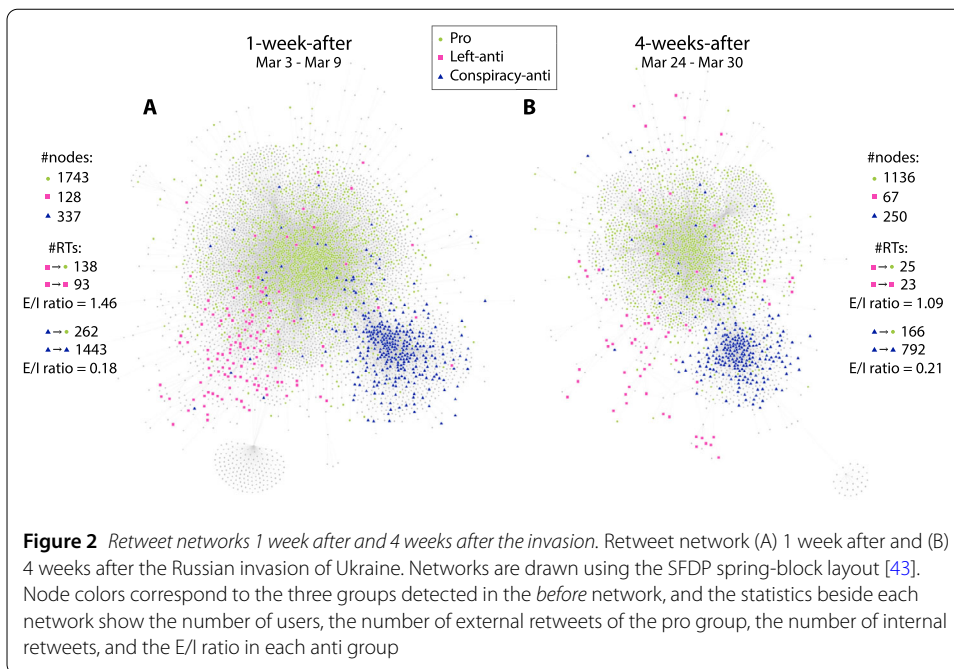 1-week-after
Mar 3 - Mar 9
Pro
Left-anti
Conspiracy-anti
4-weeks-after
Mar 24 - Mar 30
A
#nodes:
1743
128
337
#RTs:
→ 138
→ 93
E/I ratio = 1.46
→ 262
→ 1443
E/I ratio = 0.18
B
#nodes:
1136
67
250
#RTs:
→ 25
→ 23
E/I ratio = 1.09
→ 166
→ 792
E/I ratio = 0.21
Figure 2 Retweet networks 1 week after and 4 weeks after the invasion. Retweet network (A) 1 week after and (B)
4 weeks after the Russian invasion of Ukraine. Networks are drawn using the SFDP spring-block layout [43].
Node colors correspond to the three groups detected in the before network, and the statistics beside each
network show the number of users, the number of external retweets of the pro group, the number of internal
retweets, and the E/I ratio in each anti group